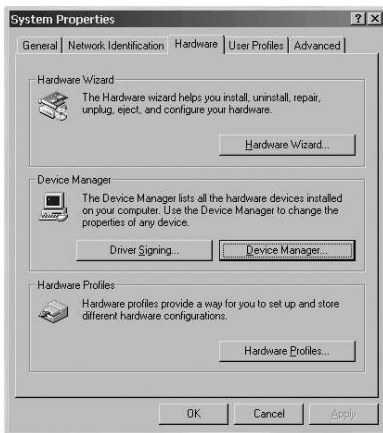 System Properties
General Network Identification Hardware User Profiles Advanced
Hardware Wizard
The Hardware wizard helps you install, uninstall, repair,
unplug, eject, and configure your hardware.
Hardware Wizard...
Device Manager
The Device Manager lists all the hardware devices installed
on your computer. Use the Device Manager to change the
properties of any device.
Driver Signing... Device Manager...
Hardware Profiles
Hardware profiles provide a way for you to set up and store
different hardware configurations.
Hardware Profiles...
OK Cancel Apply